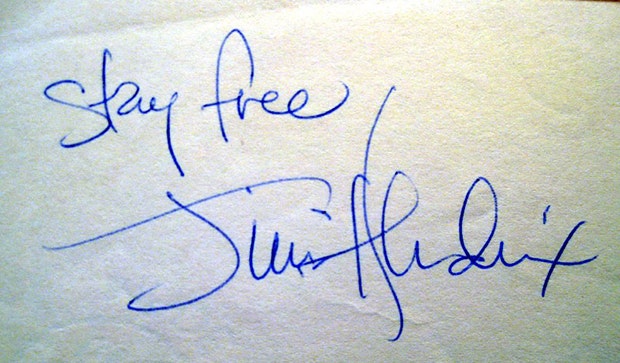 Stay free
Jimi Hendrix